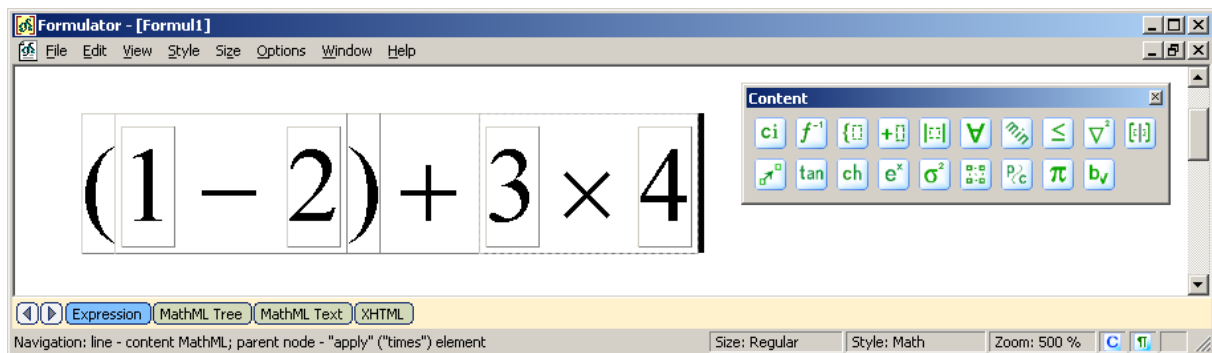 Formulator - [Formul1]
File Edit View Style Size Options Window Help
Content
ci f⁻¹ {▯ +▯ |▯| ∀ m/n ≤ ∇² [▯|▯]
tan ch eˣ σ² P c π b
(1 − 2) + 3 × 4
Expression MathML Tree MathML Text XHTML
Navigation: line - content MathML; parent node - "apply" ("times") element Size: Regular Style: Math Zoom: 500 % C ¶